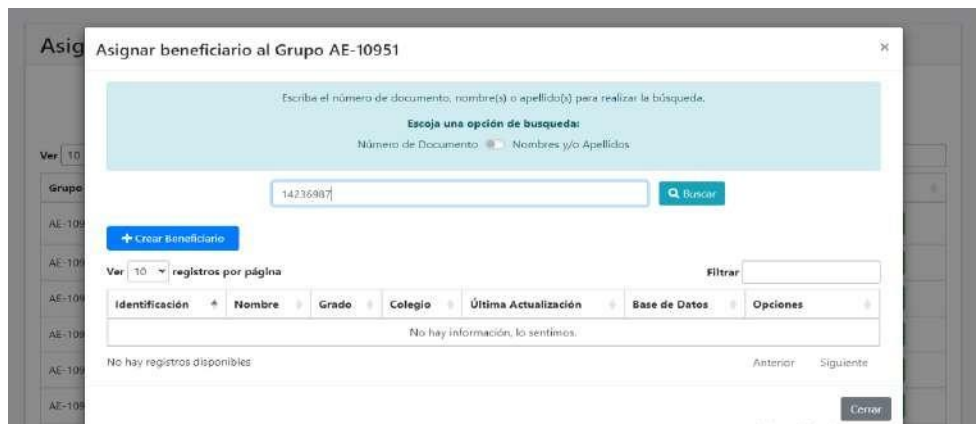 Asig
Asignar beneficiario al Grupo AE-10951
×
Escriba el número de documento, nombre(s) o apellido(s) para realizar la búsqueda.
Escoja una opción de busqueda:
Número de Documento Nombres y/o Apellidos
Ver 10
14236987
Buscar
Grupo
AE-109
+ Crear Beneficiario
AE-109
Ver 10 registros por página
Filtrar
AE-109
Identificación Nombre Grado Colegio Última Actualización Base de Datos Opciones
AE-109
No hay información, lo sentimos.
AE-109
No hay registros disponibles
Anterior Siguiente
AE-109
Cerrar